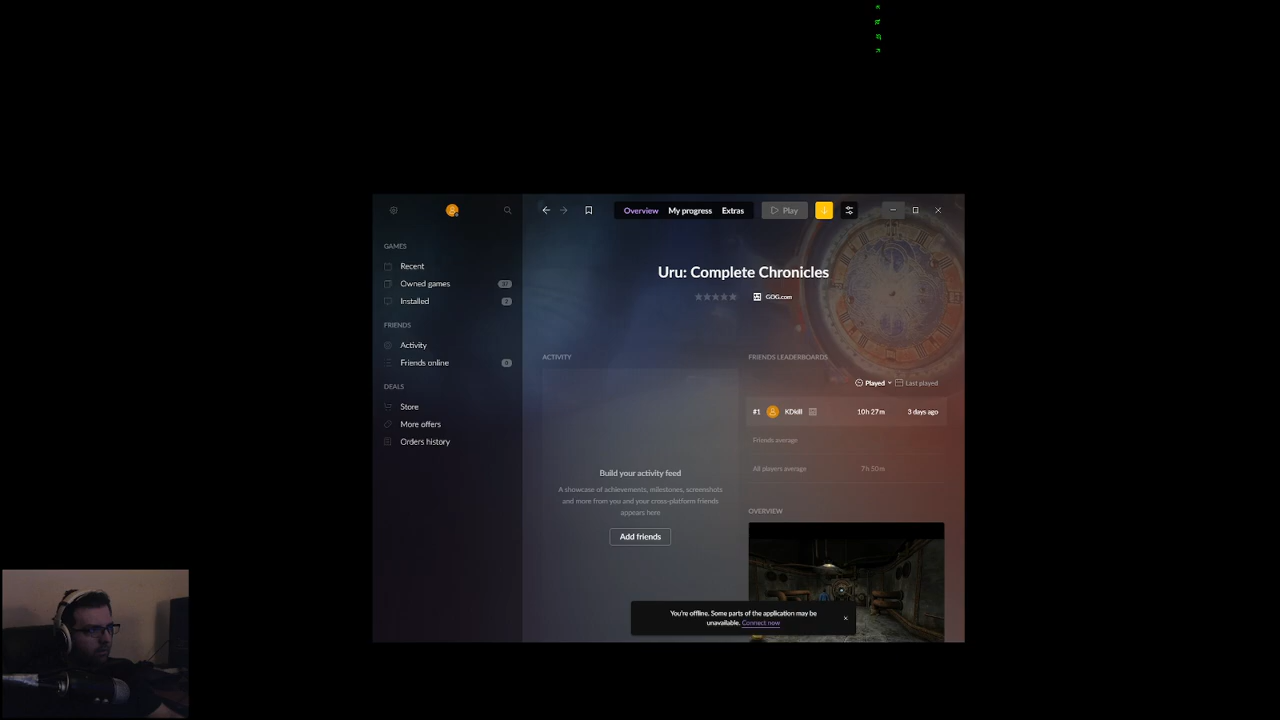 Overview My progress Extras Play
GAMES
Recent
Owned games 37
Installed 2
FRIENDS
Activity
Friends online 0
DEALS
Store
More offers
Orders history
Uru: Complete Chronicles
GOG.com
ACTIVITY
Build your activity feed
A showcase of achievements, milestones, screenshots
and more from you and your cross-platform friends
appears here
Add friends
FRIENDS LEADERBOARDS
Played Last played
#1 10h 27m 3 days ago
Friends average
All players average 7h 50m
OVERVIEW
You're offline. Some parts of the application may be
unavailable. Connect now